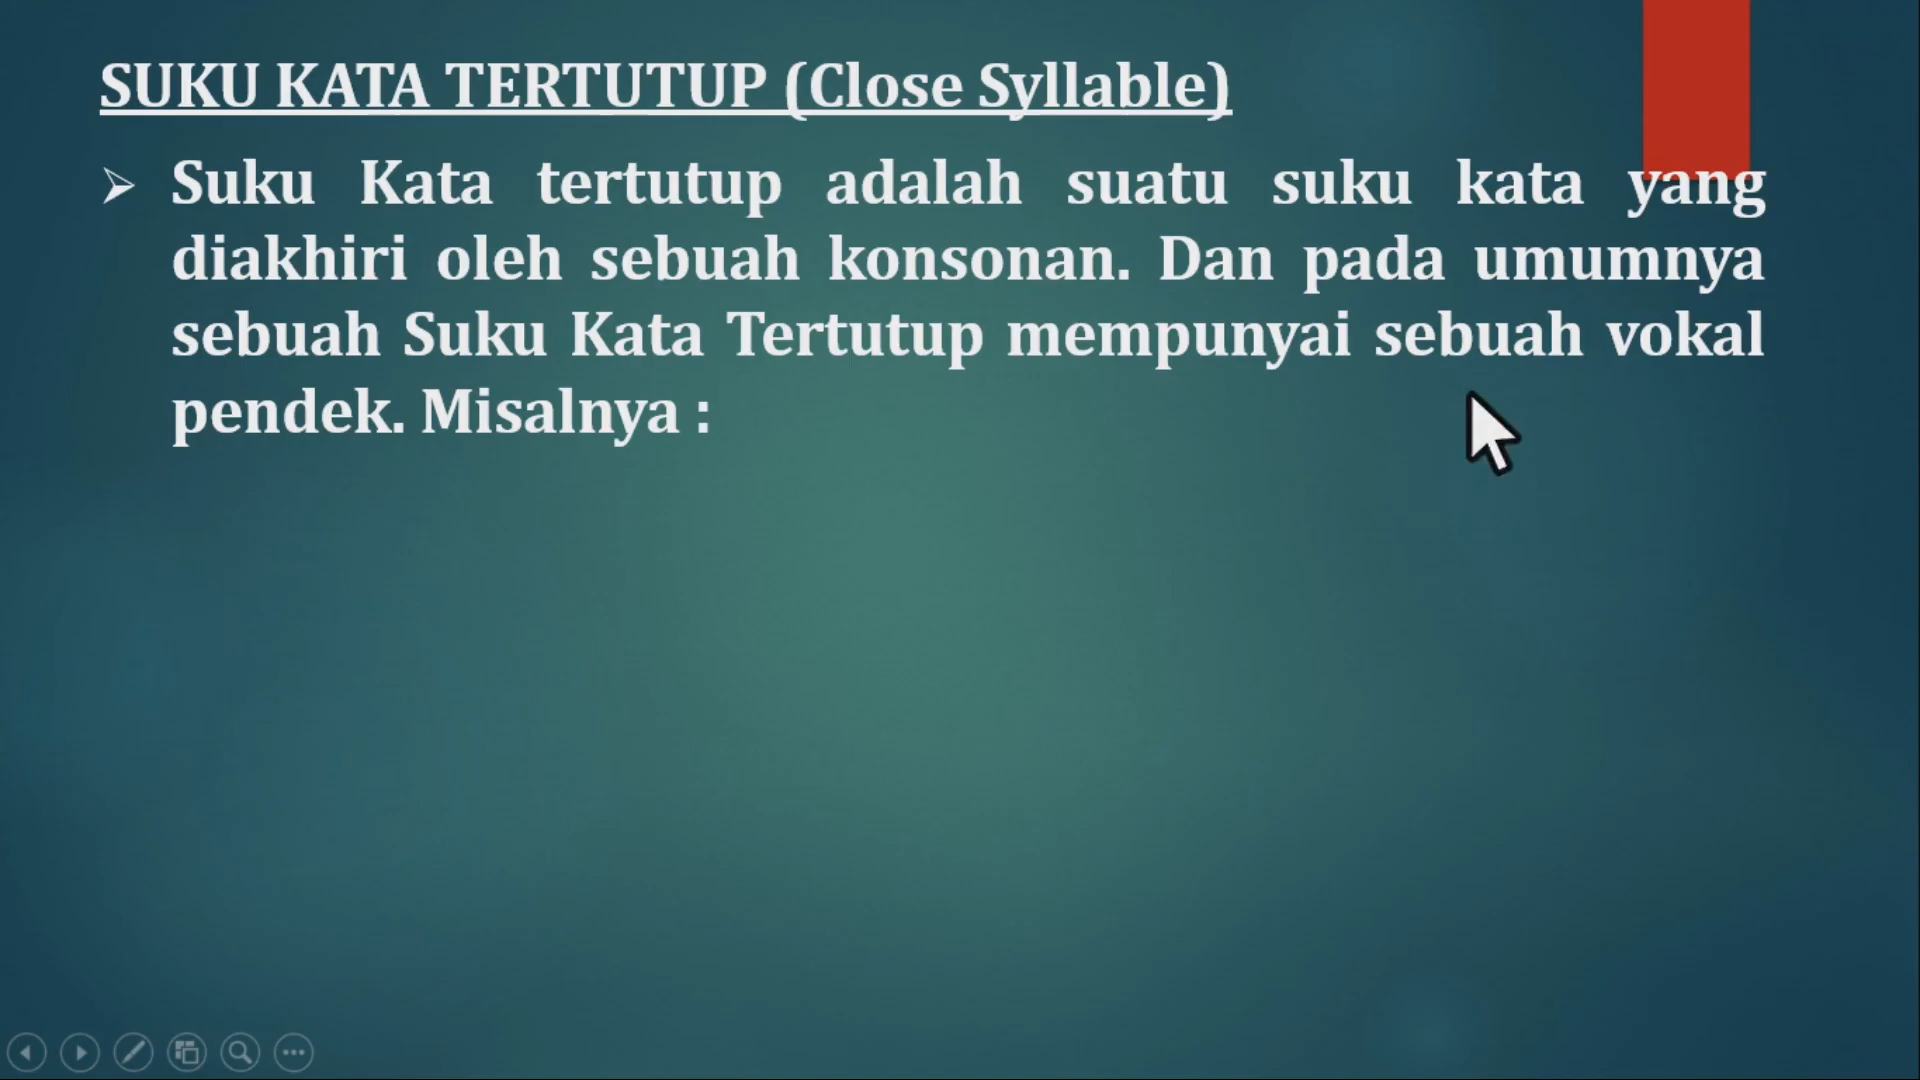 SUKU KATA TERTUTUP (Close Syllable)
Suku Kata tertutup adalah suatu suku kata yang
diakhiri oleh sebuah konsonan. Dan pada umumnya
sebuah Suku Kata Tertutup mempunyai sebuah vokal
pendek. Misalnya :